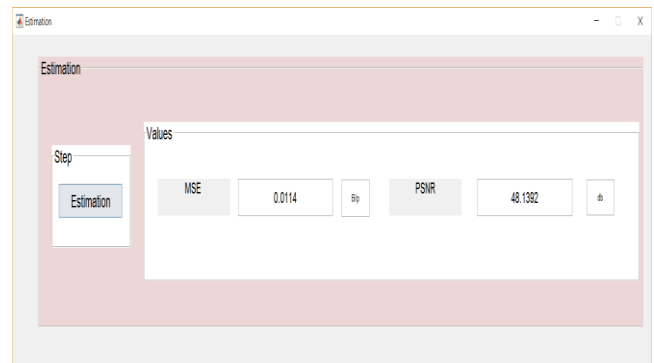 Estimation
Estimation
Values
Step
Estimation
MSE
0.0114
B/p
PSNR
48.1392
db